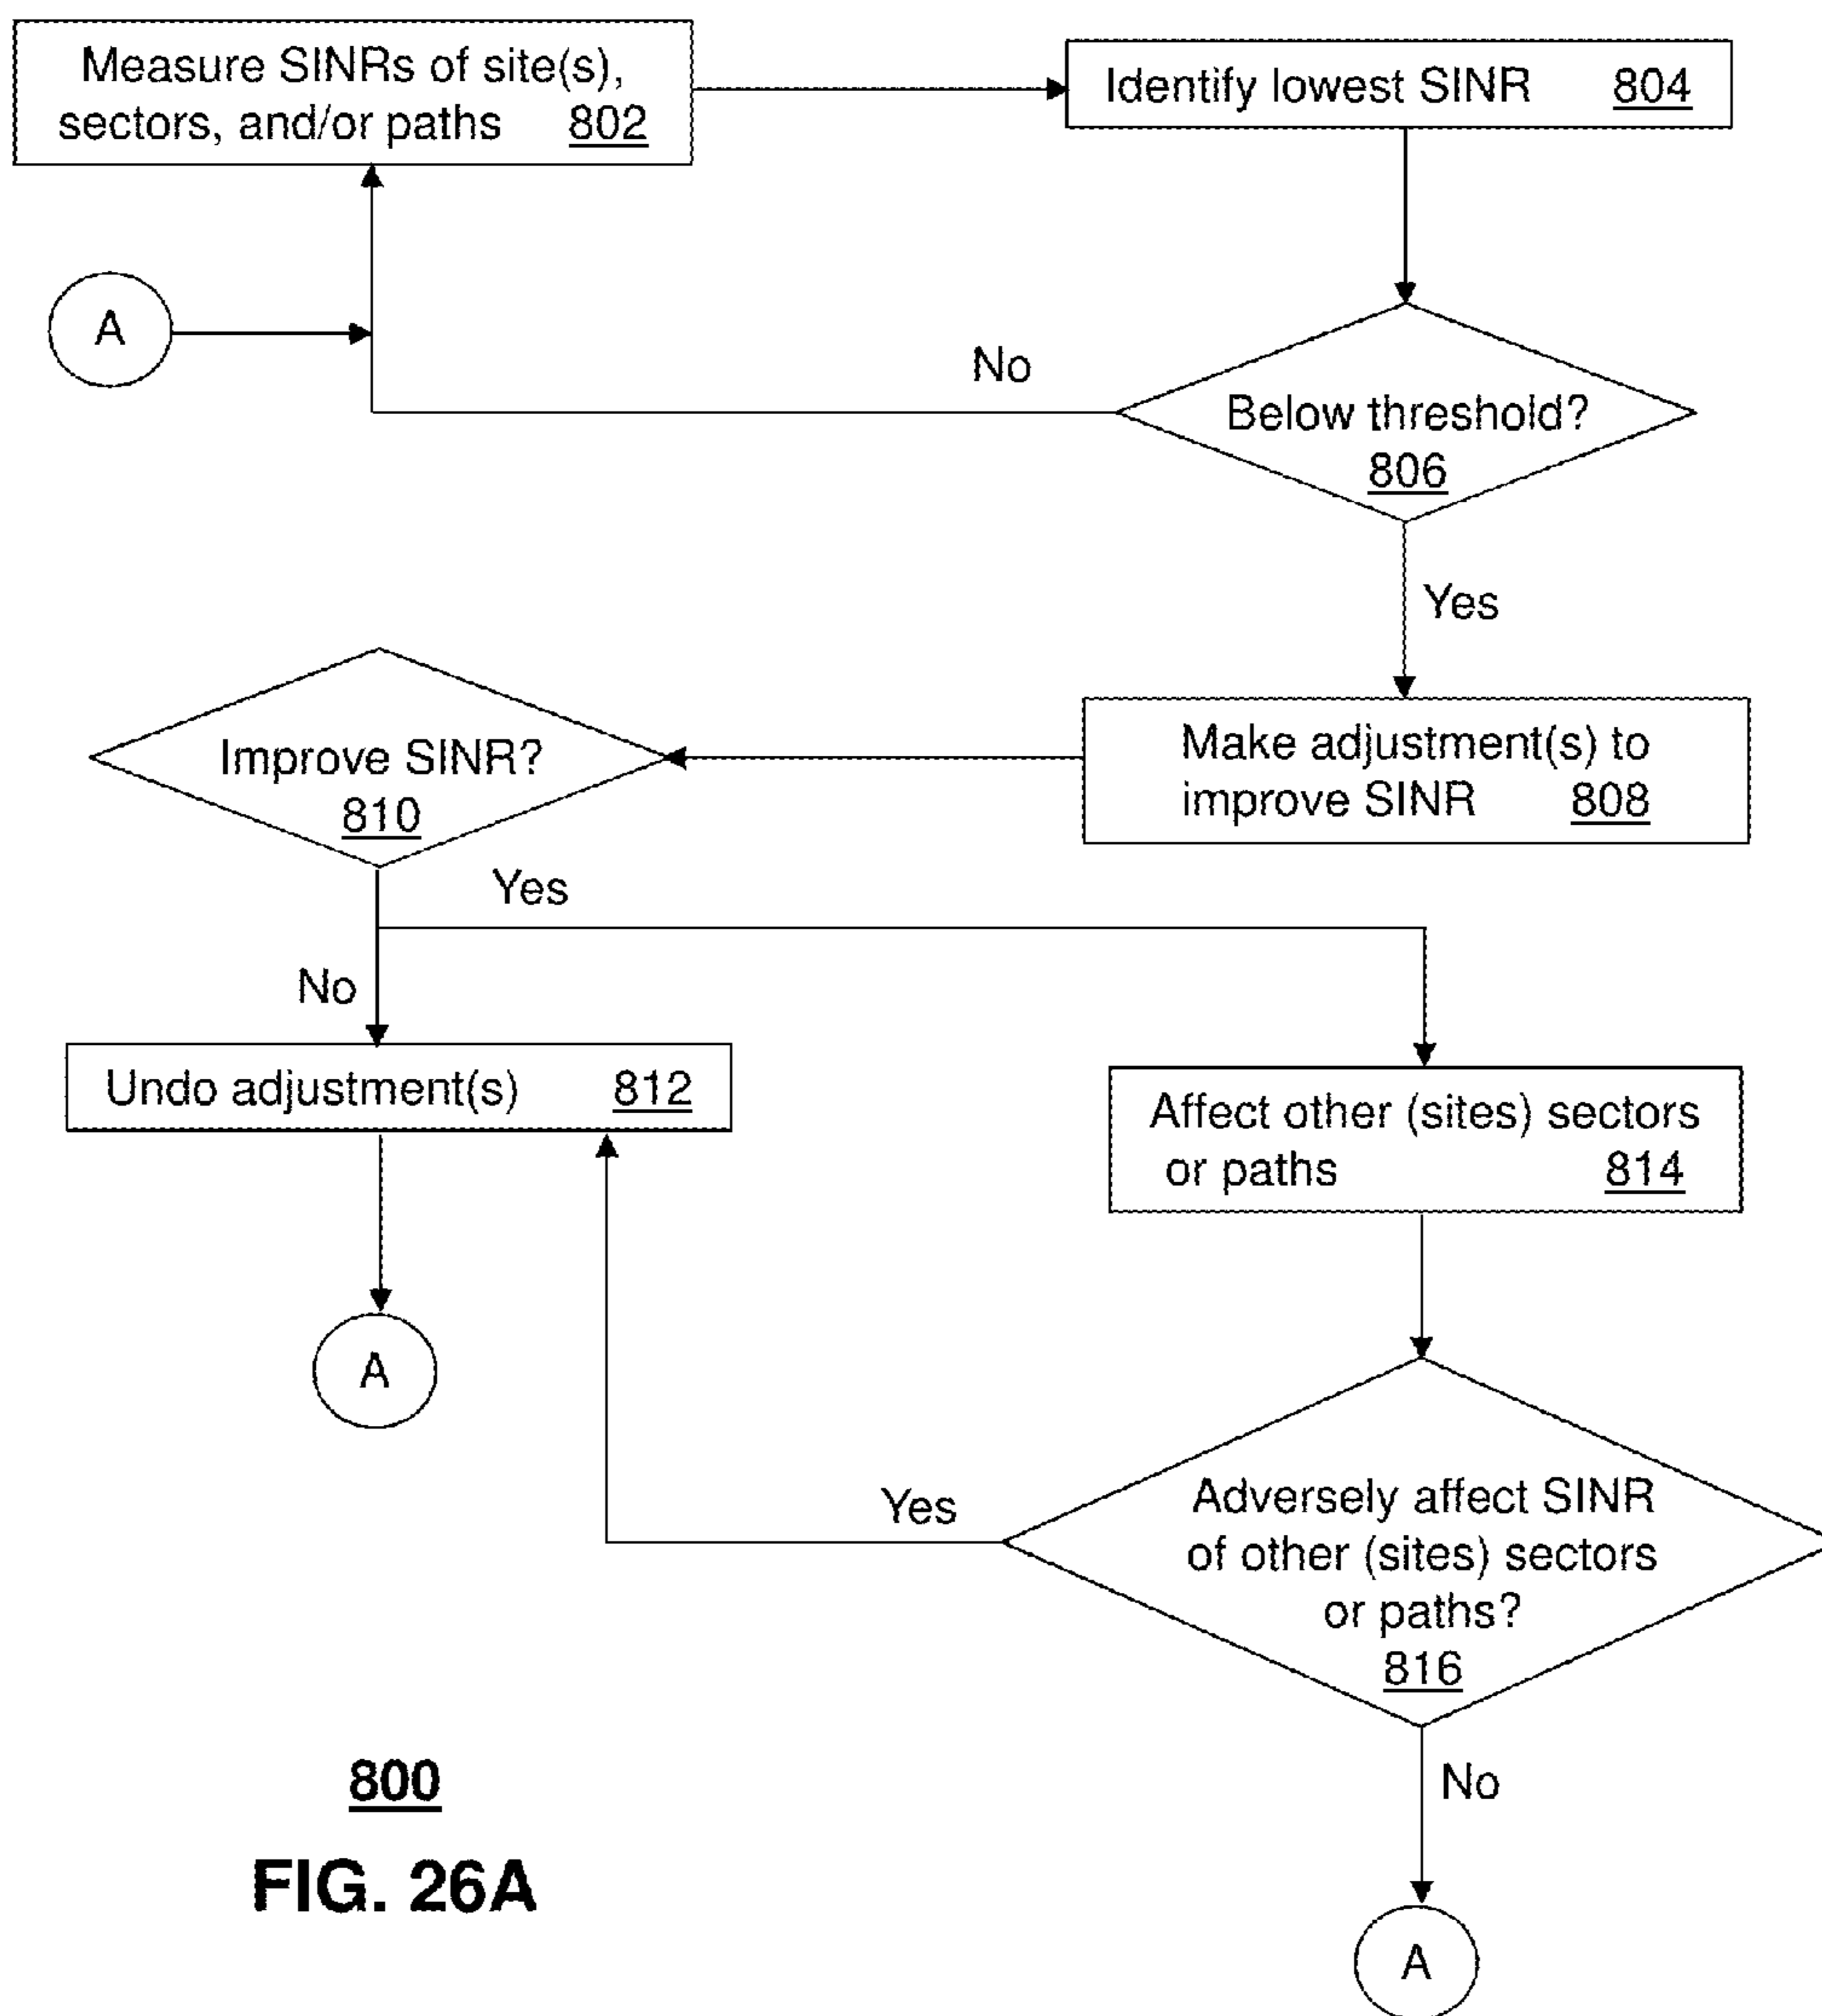 Measure SINRs of site(s),
sectors, and/or paths 802
Identify lowest SINR 804
A
No
Below threshold?
806
Yes
Improve SINR?
810
Make adjustment(s) to
improve SINR 808
Yes
No
Undo adjustment(s) 812
Affect other (sites) sectors
or paths 814
A
Yes
Adversely affect SINR
of other (sites) sectors
or paths?
816
No
800
FIG. 26A
A